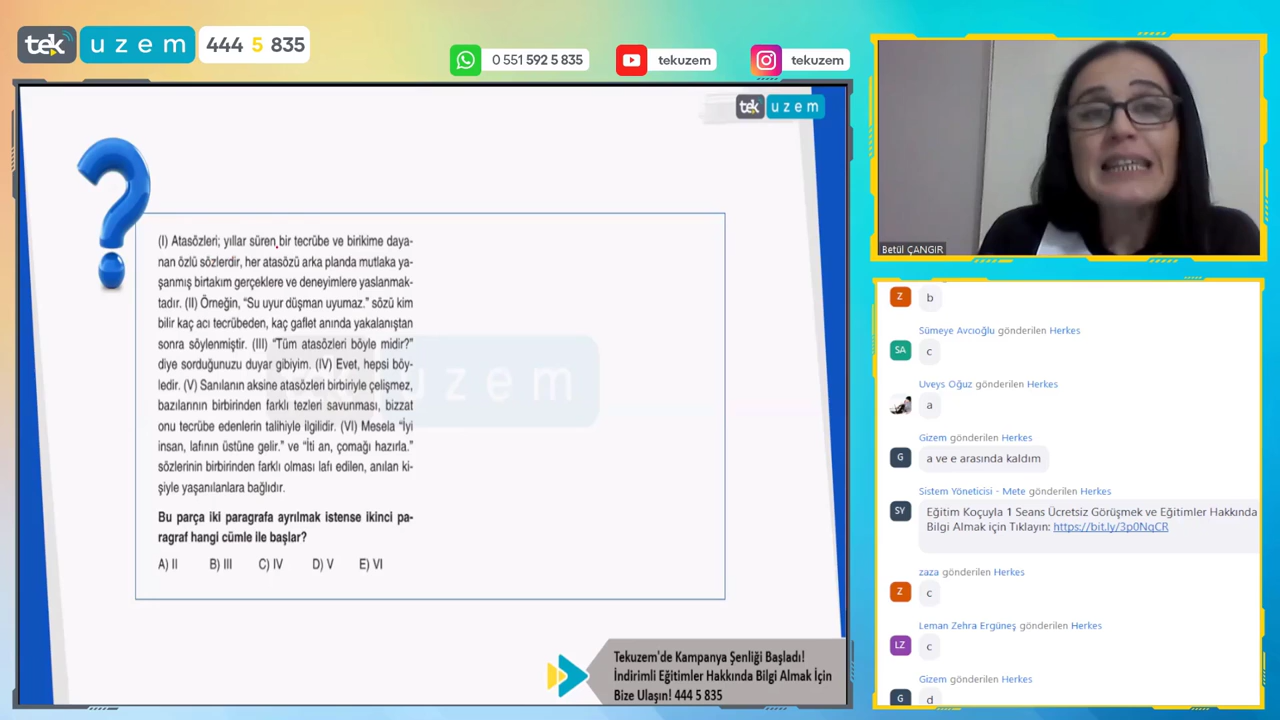 tek uzem 444 5 835
0 551 592 5 835
tekuzem
tekuzem
tek uzem
(I) Atasözleri; yıllar süren bir tecrübe ve birikime daya-
nan özlü sözlerdir, her atasözü arka planda mutlaka ya-
şanmış birtakım gerçeklere ve deneyimlere yaslanmak-
tadır. (II) Örneğin, “Su uyur düşman uyumaz.” sözü kim
bilir kaç acı tecrübeden, kaç gaflet anında yakalanıştan
sonra söylenmiştir. (III) “Tüm atasözleri böyle midir?”
diye sorduğunuzu duyar gibiyim. (IV) Evet, hepsi böy-
ledir. (V) Sanılanın aksine atasözleri birbiriyle çelişmez,
bazılarının birbirinden farklı tezleri savunması, bizzat
onu tecrübe edenlerin talihiyle ilgilidir. (VI) Mesela “İyi
insan, lafının üstüne gelir.” ve “İti an, çomağı hazırla.”
sözlerinin birbirinden farklı olması lafı edilen, anılan ki-
şiyle yaşanılanlara bağlıdır.
Bu parça iki paragrafa ayrılmak istense ikinci pa-
ragraf hangi cümle ile başlar?
A) II B) III C) IV D) V E) VI
uzem
Tekuzem'de Kampanya Şenliği Başladı!
İndirimli Eğitimler Hakkında Bilgi Almak İçin
Bize Ulaşın! 444 5 835
Betül ÇANGIR
Z b
Sümeye Avcıoğlu gönderilen Herkes
SA c
Uveys Oğuz gönderilen Herkes
a
Gizem gönderilen Herkes
G a ve e arasında kaldım
Sistem Yöneticisi - Mete gönderilen Herkes
SY Eğitim Koçuyla 1 Seans Ücretsiz Görüşmek ve Eğitimler Hakkında
Bilgi Almak için Tıklayın: https://bit.ly/3p0NqCR
zaza gönderilen Herkes
Z c
Leman Zehra Ergüneş gönderilen Herkes
LZ c
Gizem gönderilen Herkes
G d